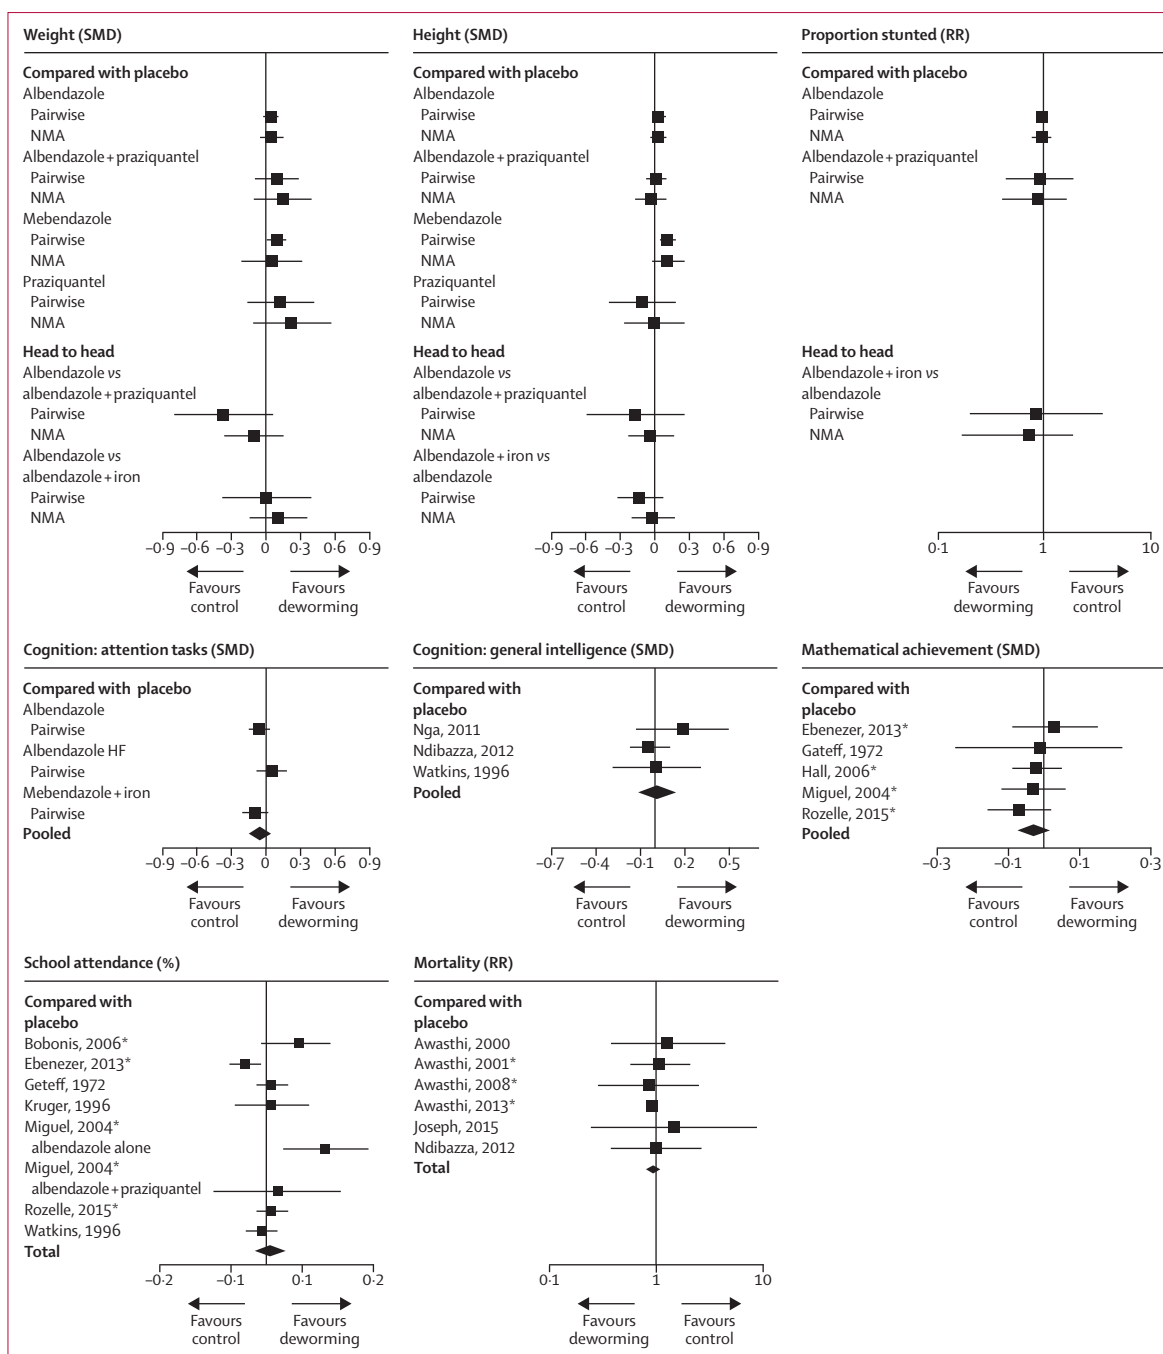 Weight (SMD)
Compared with placebo
Albendazole
Pairwise
NMA
Albendazole + praziquantel
Pairwise
NMA
Mebendazole
Pairwise
NMA
Praziquantel
Pairwise
NMA
Head to head
Albendazole vs
albendazole + praziquantel
Pairwise
NMA
Albendazole vs
albendazole + iron
Pairwise
NMA
–0·9 –0·6 –0·3 0 0·3 0·6 0·9
Favours
control
Favours
deworming
Height (SMD)
Compared with placebo
Albendazole
Pairwise
NMA
Albendazole + praziquantel
Pairwise
NMA
Mebendazole
Pairwise
NMA
Praziquantel
Pairwise
NMA
Head to head
Albendazole vs
albendazole + praziquantel
Pairwise
NMA
Albendazole + iron vs
albendazole
Pairwise
NMA
–0·9 –0·6 –0·3 0 0·3 0·6 0·9
Favours
control
Favours
deworming
Proportion stunted (RR)
Compared with placebo
Albendazole
Pairwise
NMA
Albendazole + praziquantel
Pairwise
NMA
Head to head
Albendazole + iron vs
albendazole
Pairwise
NMA
0·1 1 10
Favours
deworming
Favours
control
Cognition: attention tasks (SMD)
Compared with placebo
Albendazole
Pairwise
Albendazole HF
Pairwise
Mebendazole + iron
Pairwise
Pooled
–0·9 –0·6 –0·3 0 0·3 0·6 0·9
Favours
control
Favours
deworming
Cognition: general intelligence (SMD)
Compared with
placebo
Nga, 2011
Ndibazza, 2012
Watkins, 1996
Pooled
–0·7 –0·4 –0·1 0·2 0·5
Favours
control
Favours
deworming
Mathematical achievement (SMD)
Compared with
placebo
Ebenezer, 2013*
Gateff, 1972
Hall, 2006*
Miguel, 2004*
Rozelle, 2015*
Pooled
–0·3 –0·1 0·1 0·3
Favours
control
Favours
deworming
School attendance (%)
Compared with
placebo
Bobonis, 2006*
Ebenezer, 2013*
Geteff, 1972
Kruger, 1996
Miguel, 2004*
albendazole alone
Miguel, 2004*
albendazole + praziquantel
Rozelle, 2015*
Watkins, 1996
Total
–0·2 –0·1 0·1 0·2
Favours
control
Favours
deworming
Mortality (RR)
Compared with
placebo
Awasthi, 2000
Awasthi, 2001*
Awasthi, 2008*
Awasthi, 2013*
Joseph, 2015
Ndibazza, 2012
Total
0·1 1 10
Favours
deworming
Favours
control